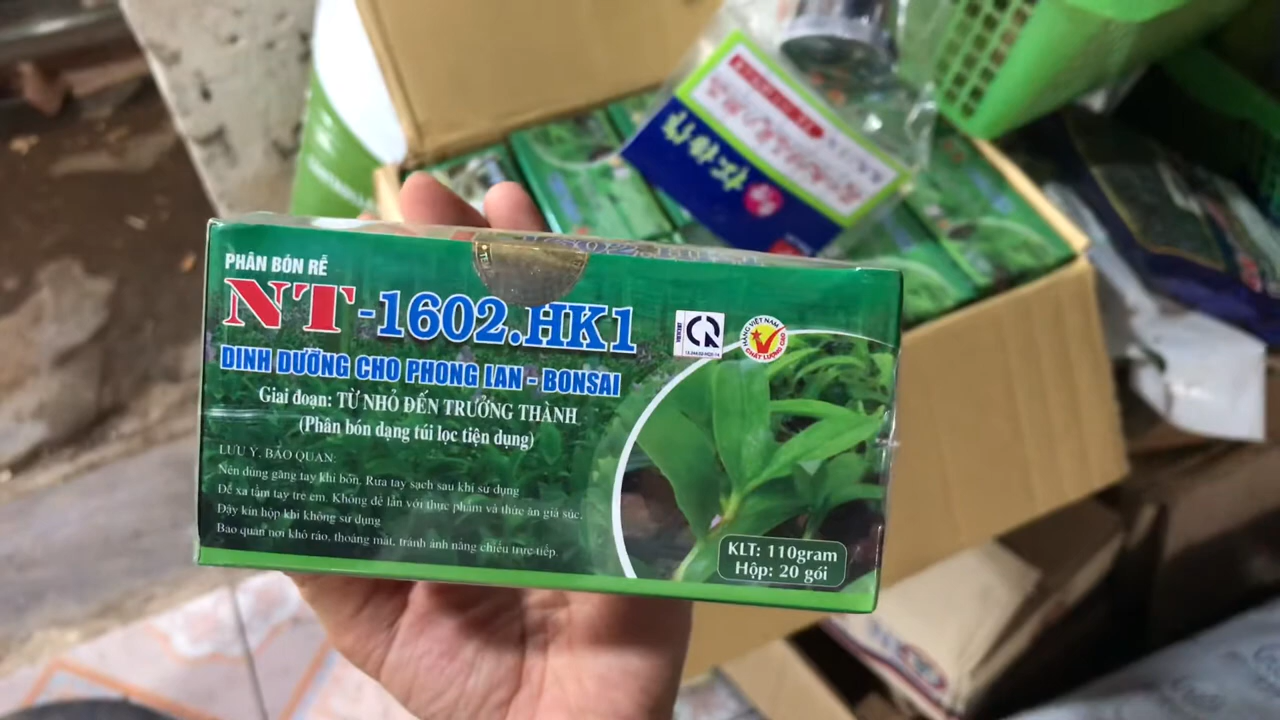 PHÂN BÓN RỄ
NT-1602.HK1
DINH DƯỠNG CHO PHONG LAN - BONSAI
Giai đoạn: TỪ NHỎ ĐẾN TRƯỞNG THÀNH
(Phân bón dạng túi lọc tiện dụng)
LƯU Ý, BẢO QUẢN:
Nên dùng găng tay khi bón. Rửa tay sạch sau khi sử dụng
Để xa tầm tay trẻ em. Không để lẫn với thực phẩm và thức ăn gia súc.
Đậy kín hộp khi không sử dụng
Bảo quản nơi khô ráo, thoáng mát, tránh ánh nắng chiếu trực tiếp.
HÀNG VIỆT NAM
CHẤT LƯỢNG CAO
KLT: 110gram
Hộp: 20 gói